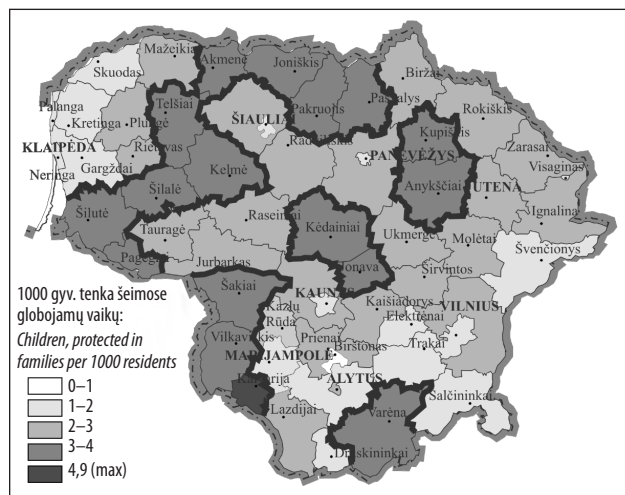 Mažeikiai
Akmenė
Joniškis
Skuodas
Biržai
Telšiai
Pakruojis
Pasvalys
Palanga
Kretinga
Plungė
ŠIAULIAI
Rokiškis
KLAIPĖDA
Rietavas
Radviliškis
Kupiškis
Gargždai
Kelmė
PANEVĖŽYS
Zarasai
Neringa
Visaginas
Šilalė
Anykščiai
UTENA
Šilutė
Raseiniai
Ignalina
Tauragė
Kėdainiai
Ukmergė
Molėtai
Švenčionys
Pagėgiai
Jurbarkas
Jonava
Širvintos
Šakiai
KAUNAS
Kazlų
Rūda
Kaišiadorys
VILNIUS
Elektrėnai
Vilkaviškis
Prienai
Birštonas
Trakai
MARIJAMPOLĖ
Kalvarija
ALYTUS
Šalčininkai
Lazdijai
Varėna
Druskininkai
1000 gyv. tenka šeimose
globojamų vaikų:
Children, protected in
families per 1000 residents
0–1
1–2
2–3
3–4
4,9 (max)